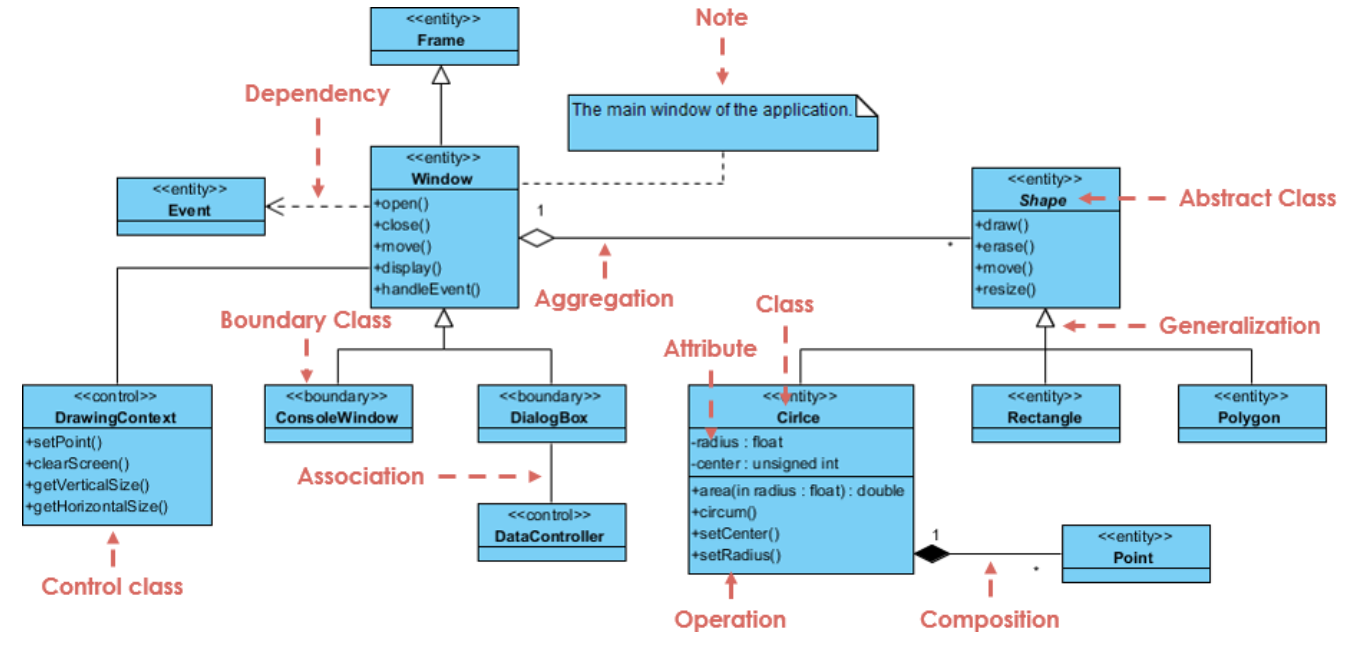 <<entity>>
Frame
Note
Dependency
The main window of the application.
<<entity>>
Window
+open()
+close()
+move()
+display()
+handleEvent()
<<entity>>
Event
1
*
Aggregation
<<entity>>
Shape
+draw()
+erase()
+move()
+resize()
Abstract Class
Generalization
Boundary Class
Class
Attribute
<<control>>
DrawingContext
+setPoint()
+clearScreen()
+getVerticalSize()
+getHorizontalSize()
Control class
<<boundary>>
ConsoleWindow
<<boundary>>
DialogBox
Association
<<control>>
DataController
<<entity>>
Cirlce
-radius : float
-center : unsigned int
+area(in radius : float) : double
+circum()
+setCenter()
+setRadius()
Operation
<<entity>>
Rectangle
<<entity>>
Polygon
1
*
Composition
<<entity>>
Point